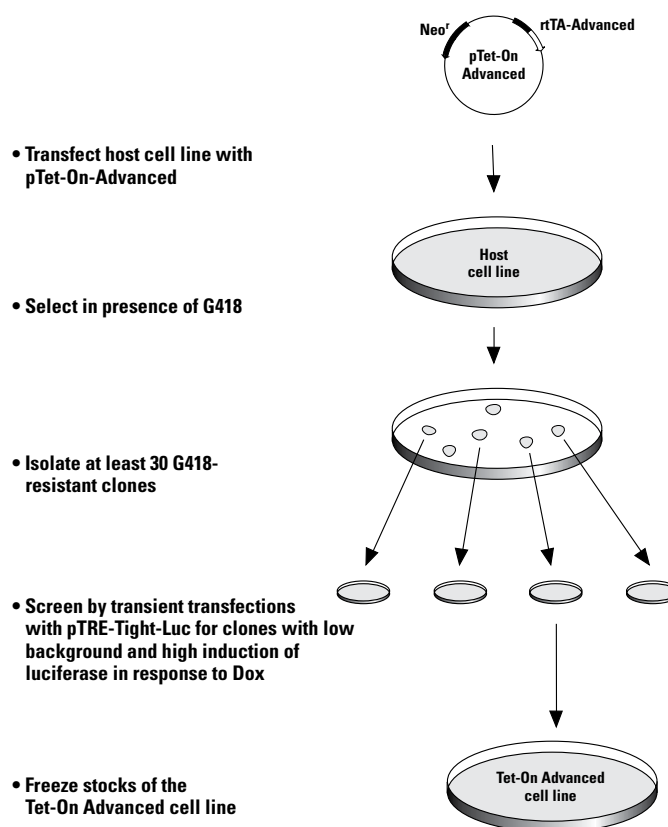 Neoʳ
rtTA-Advanced
pTet-On
Advanced
• Transfect host cell line with
pTet-On-Advanced
Host
cell line
• Select in presence of G418
• Isolate at least 30 G418-
resistant clones
• Screen by transient transfections
with pTRE-Tight-Luc for clones with low
background and high induction of
luciferase in response to Dox
• Freeze stocks of the
Tet-On Advanced cell line
Tet-On Advanced
cell line